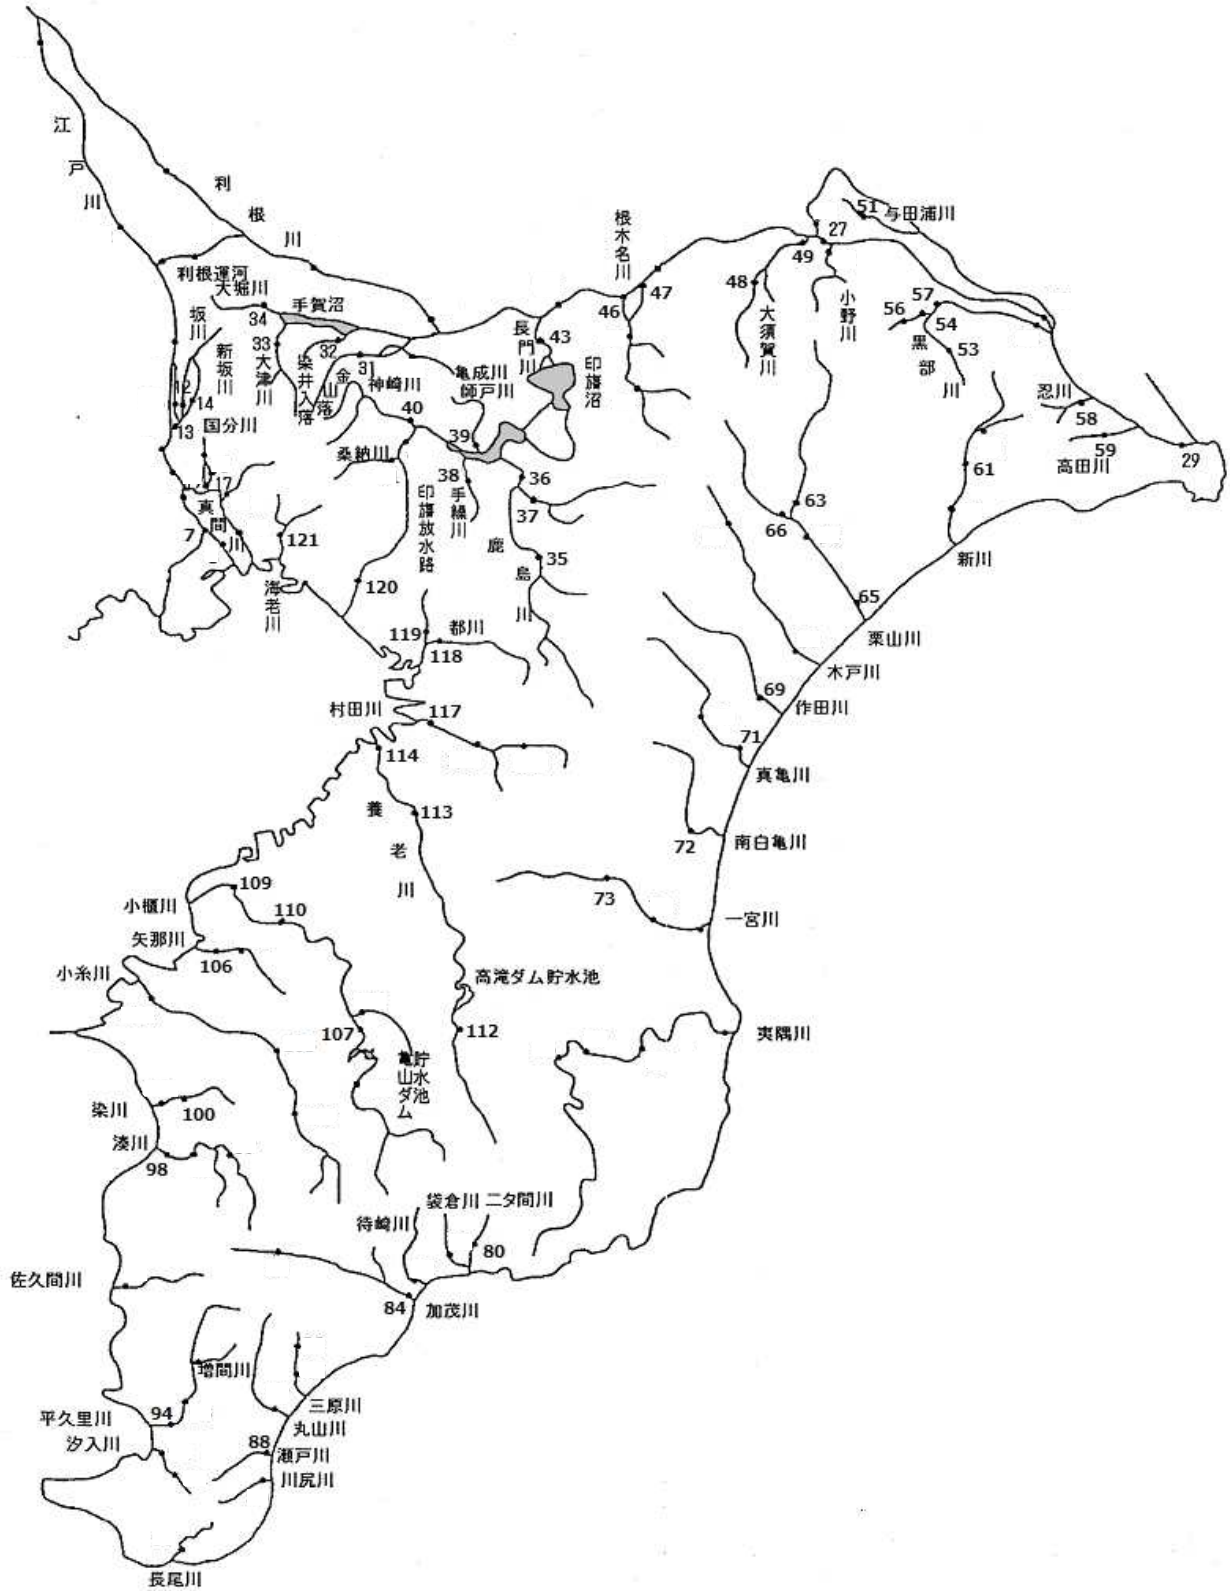 江戸川
利根川
利根運河
大堀川
手賀沼
坂川
新坂川
34
33
大津川
染井入落
32
金山落
31
神崎川
亀成川
師戸川
長門川
43
印旛沼
根木名川
46
47
48
大須賀川
49
27
小野川
51
与田浦川
57
56
54
黒部川
53
忍川
58
59
高田川
29
61
新川
12
14
13
国分川
17
真間川
7
121
海老川
桑納川
40
39
38
手繰川
印旛放水路
36
37
鹿島川
35
120
119
都川
118
63
66
65
栗山川
木戸川
69
作田川
71
真亀川
72
南白亀川
73
一宮川
夷隅川
村田川
117
114
養老川
113
高滝ダム貯水池
112
109
小櫃川
110
矢那川
106
小糸川
107
亀山ダム貯水池
染川
100
湊川
98
袋倉川
二タ間川
待崎川
80
84
加茂川
佐久間川
増間川
三原川
丸山川
平久里川
94
汐入川
88
瀬戸川
川尻川
長尾川